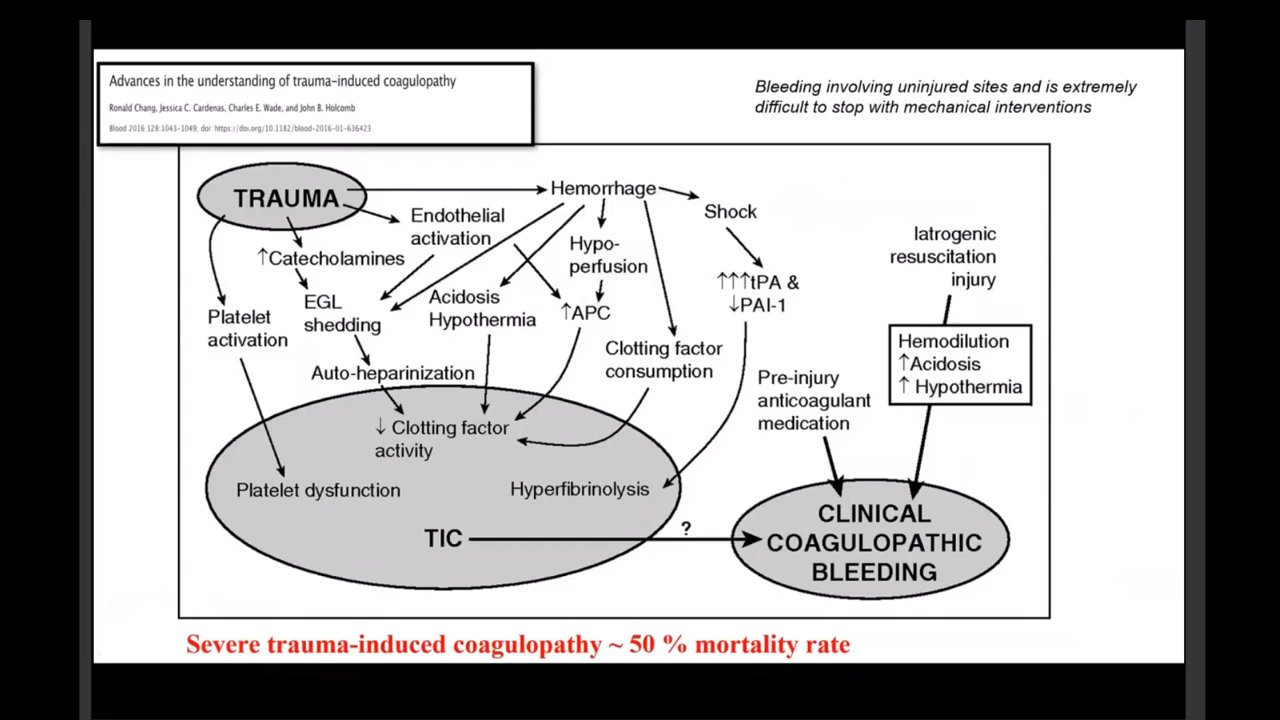 Advances in the understanding of trauma-induced coagulopathy
Ronald Chang, Jessica C. Cardenas, Charles E. Wade, and John B. Holcomb
Blood 2016 128:1043-1049; doi: https://doi.org/10.1182/blood-2016-01-636423
Bleeding involving uninjured sites and is extremely
difficult to stop with mechanical interventions
TRAUMA
Hemorrhage
Shock
Endothelial
activation
↑Catecholamines
Hypo-
perfusion
Iatrogenic
resuscitation
injury
↑↑↑tPA &
↓PAI-1
EGL
shedding
Acidosis
Hypothermia
↑APC
Platelet
activation
Clotting factor
consumption
Hemodilution
↑Acidosis
↑ Hypothermia
Auto-heparinization
Pre-injury
anticoagulant
medication
↓ Clotting factor
activity
Platelet dysfunction
Hyperfibrinolysis
TIC
?
CLINICAL
COAGULOPATHIC
BLEEDING
Severe trauma-induced coagulopathy ~ 50 % mortality rate